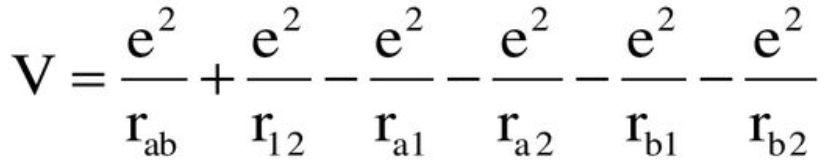 V = e²/r_ab + e²/r_12 − e²/r_a1 − e²/r_a2 − e²/r_b1 − e²/r_b2